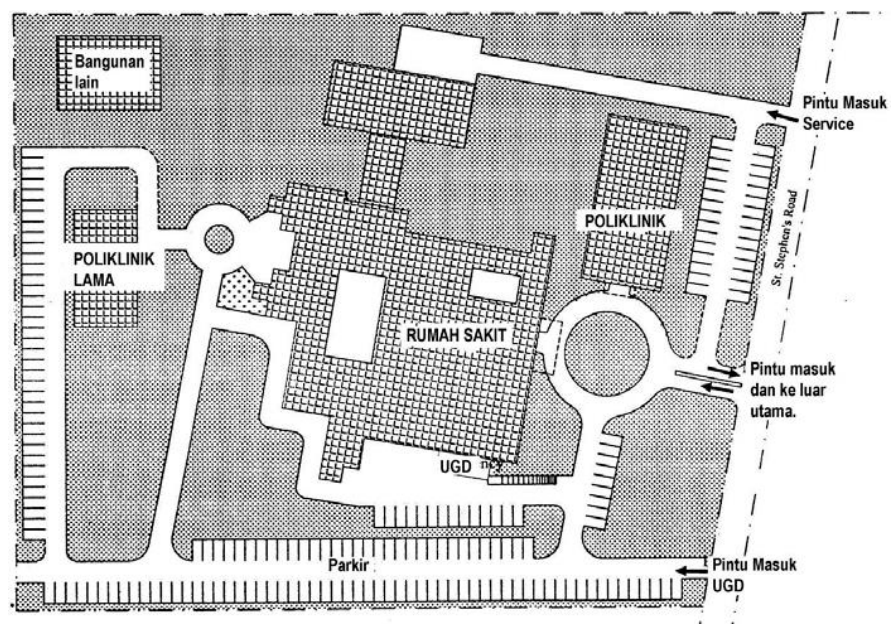 Bangunan
lain
Pintu Masuk
Service
St. Stephen's Road
POLIKLINIK
POLIKLINIK
LAMA
RUMAH SAKIT
Pintu masuk
dan ke luar
utama.
UGD
Parkir
Pintu Masuk
UGD